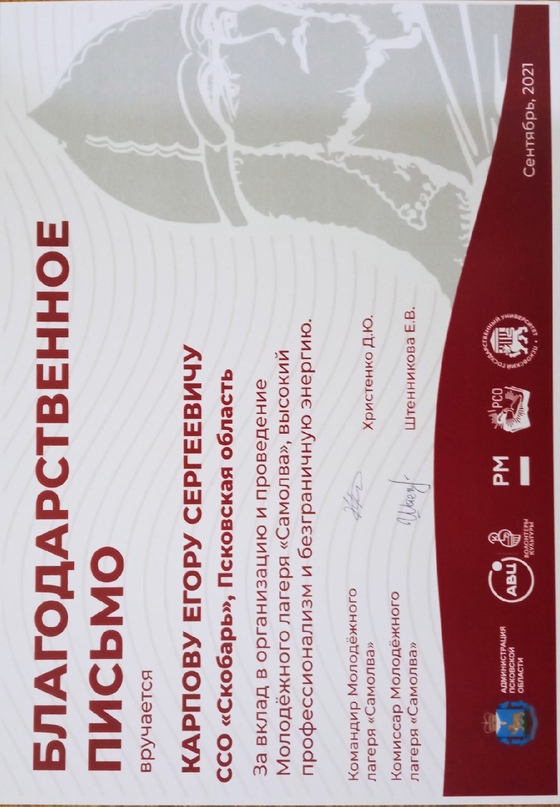 БЛАГОДАРСТВЕННОЕ
ПИСЬМО
вручается
КАРПОВУ ЕГОРУ СЕРГЕЕВИЧУ
ССО «Скобарь», Псковская область
За вклад в организацию и проведение
Молодёжного лагеря «Самолва», высокий
профессионализм и безграничную энергию.
Командир Молодёжного
лагеря «Самолва»
Христенко Д.Ю.
Комиссар Молодёжного
лагеря «Самолва»
Штенникова Е.В.
АДМИНИСТРАЦИЯ
ПСКОВСКОЙ
ОБЛАСТИ
АВЦ
ВОЛОНТЕРЫ
КУЛЬТУРЫ
РМ
РСО
ПСКОВСКИЙ ГОСУДАРСТВЕННЫЙ УНИВЕРСИТЕТ
Сентябрь, 2021